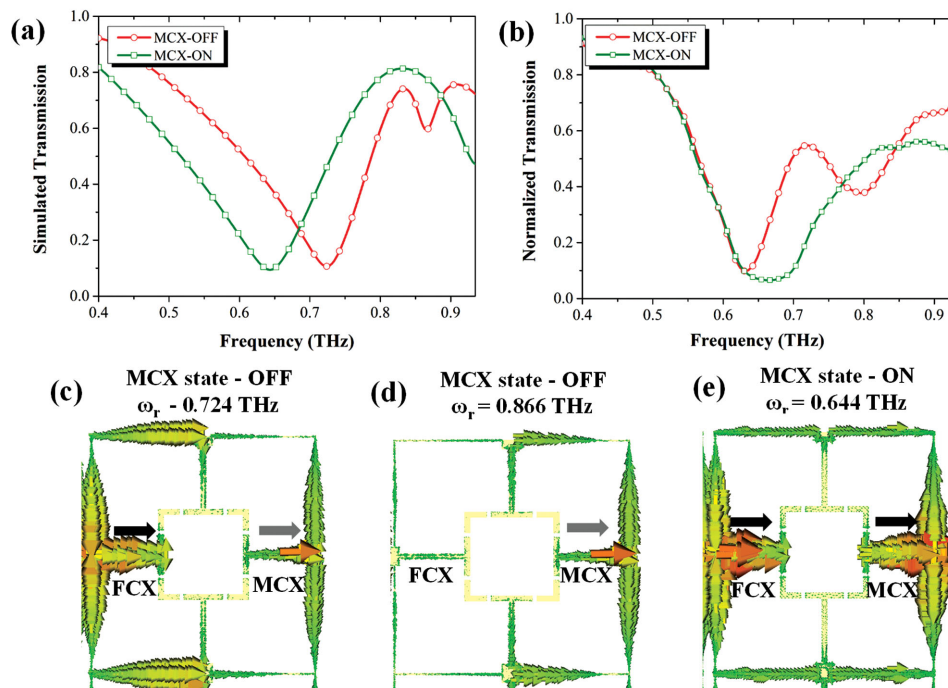 (a)
MCX-OFF
MCX-ON
Simulated Transmission
1.0
0.8
0.6
0.4
0.2
0.0
0.4 0.5 0.6 0.7 0.8 0.9
Frequency (THz)
(b)
MCX-OFF
MCX-ON
Normalized Transmission
1.0
0.8
0.6
0.4
0.2
0.0
0.4 0.5 0.6 0.7 0.8 0.9
Frequency (THz)
(c)
MCX state - OFF
ωr - 0.724 THz
FCX
MCX
(d)
MCX state - OFF
ωr = 0.866 THz
FCX
MCX
(e)
MCX state - ON
ωr = 0.644 THz
FCX
MCX